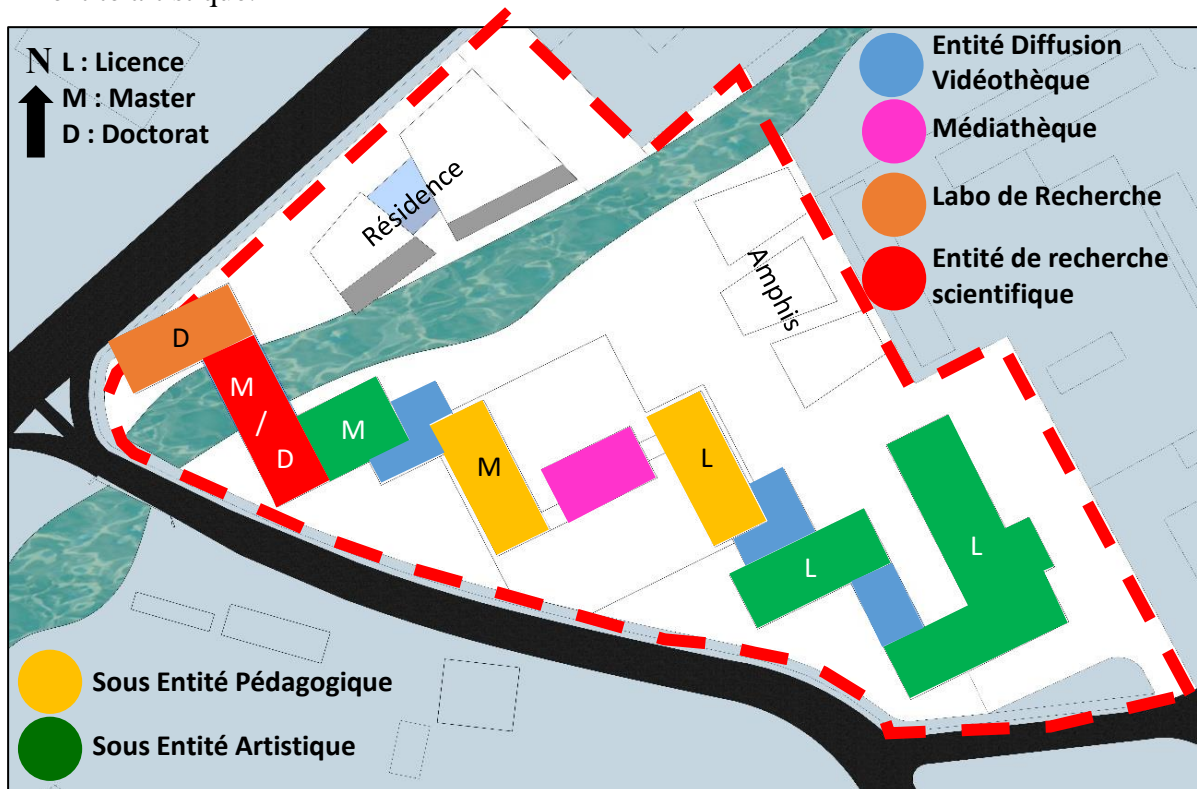 N
L : Licence
M : Master
D : Doctorat
Entité Diffusion
Vidéothèque
Médiathèque
Labo de Recherche
Entité de recherche
scientifique
Résidence
Amphis
D
M
/
D
M
M
L
L
L
Sous Entité Pédagogique
Sous Entité Artistique